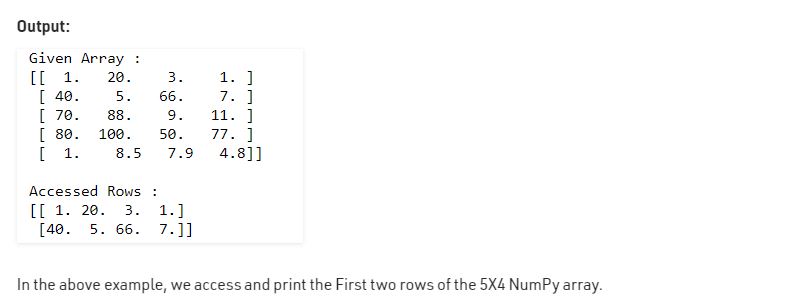 Output:
Given Array :
[[  1.   20.    3.    1. ]
 [ 40.    5.   66.    7. ]
 [ 70.   88.    9.   11. ]
 [ 80.  100.   50.   77. ]
 [  1.    8.5   7.9   4.8]]
Accessed Rows :
[[ 1. 20.  3.  1.]
 [40.  5. 66.  7.]]
In the above example, we access and print the First two rows of the 5X4 NumPy array.